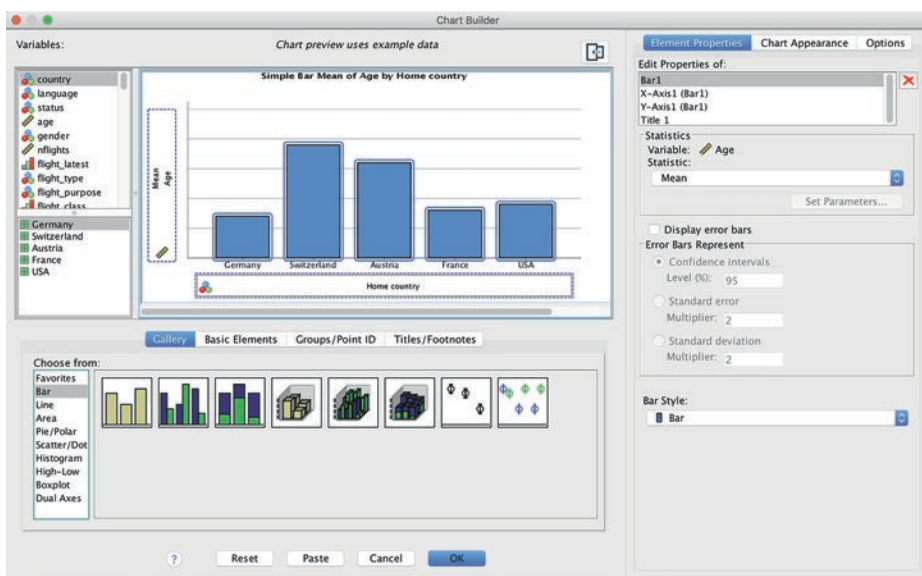 Chart Builder
Variables:
Chart preview uses example data
country
language
status
age
gender
nflights
flight_latest
flight_type
flight_purpose
flight_class
Germany
Switzerland
Austria
France
USA
Simple Bar Mean of Age by Home country
Mean
Age
Germany Switzerland Austria France USA
Home country
Gallery Basic Elements Groups/Point ID Titles/Footnotes
Choose from:
Favorites
Bar
Line
Area
Pie/Polar
Scatter/Dot
Histogram
High-Low
Boxplot
Dual Axes
? Reset Paste Cancel OK
Element Properties Chart Appearance Options
Edit Properties of:
Bar1
X-Axis1 (Bar1)
Y-Axis1 (Bar1)
Title 1
Statistics
Variable: Age
Statistic:
Mean
Set Parameters...
Display error bars
Error Bars Represent
Confidence intervals
Level (%): 95
Standard error
Multiplier: 2
Standard deviation
Multiplier: 2
Bar Style:
Bar